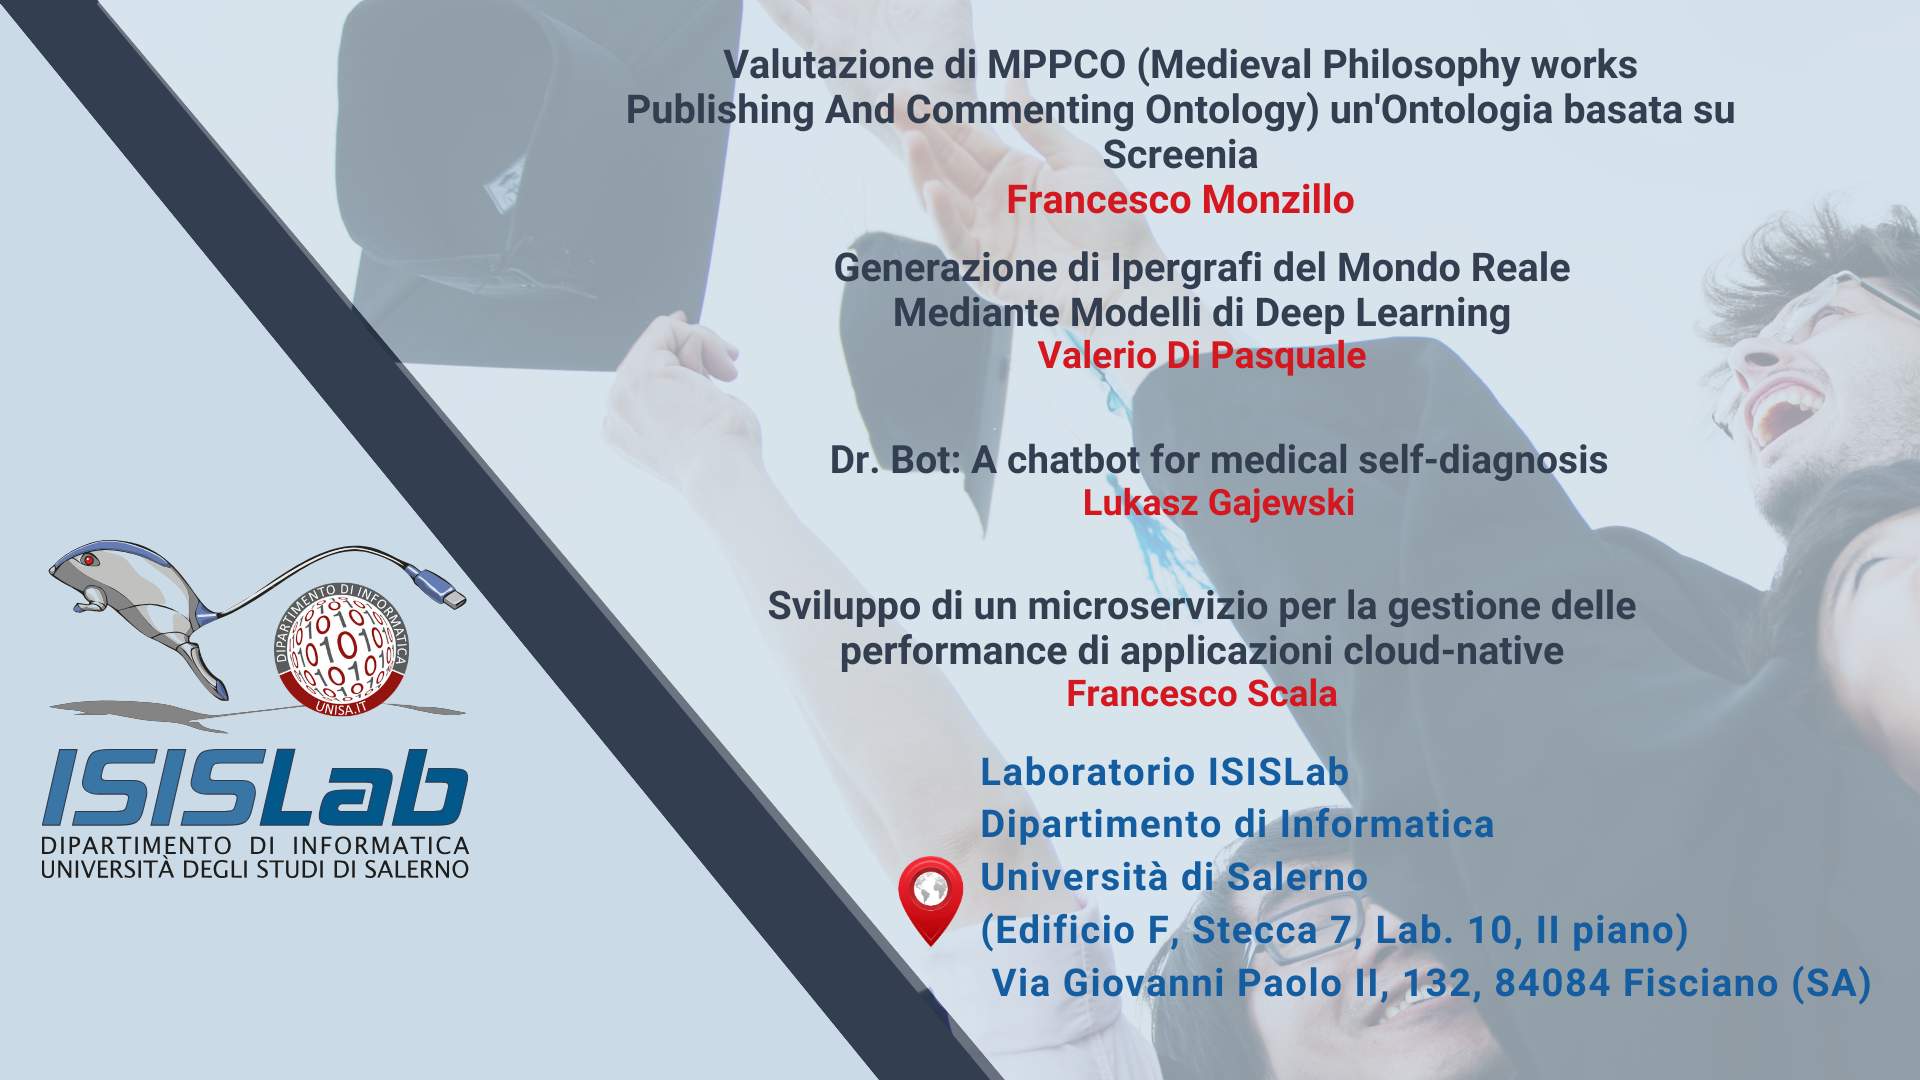 Valutazione di MPPCO (Medieval Philosophy works
Publishing And Commenting Ontology) un'Ontologia basata su
Screenia
Francesco Monzillo
Generazione di Ipergrafi del Mondo Reale
Mediante Modelli di Deep Learning
Valerio Di Pasquale
Dr. Bot: A chatbot for medical self-diagnosis
Lukasz Gajewski
Sviluppo di un microservizio per la gestione delle
performance di applicazioni cloud-native
Francesco Scala
DIPARTIMENTO DI INFORMATICA
UNISA.IT
ISISLab
DIPARTIMENTO DI INFORMATICA
UNIVERSITÀ DEGLI STUDI DI SALERNO
Laboratorio ISISLab
Dipartimento di Informatica
Università di Salerno
(Edificio F, Stecca 7, Lab. 10, II piano)
Via Giovanni Paolo II, 132, 84084 Fisciano (SA)